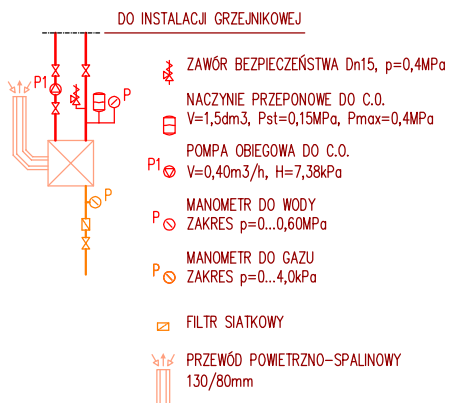 DO INSTALACJI GRZEJNIKOWEJ
P1
P
P
ZAWÓR BEZPIECZEŃSTWA Dn15, p=0,4MPa
NACZYNIE PRZEPONOWE DO C.O.
V=1,5dm3, Pst=0,15MPa, Pmax=0,4MPa
P1 POMPA OBIEGOWA DO C.O.
V=0,40m3/h, H=7,38kPa
P MANOMETR DO WODY
ZAKRES p=0...0,60MPa
P MANOMETR DO GAZU
ZAKRES p=0...4,0kPa
FILTR SIATKOWY
PRZEWÓD POWIETRZNO-SPALINOWY
130/80mm